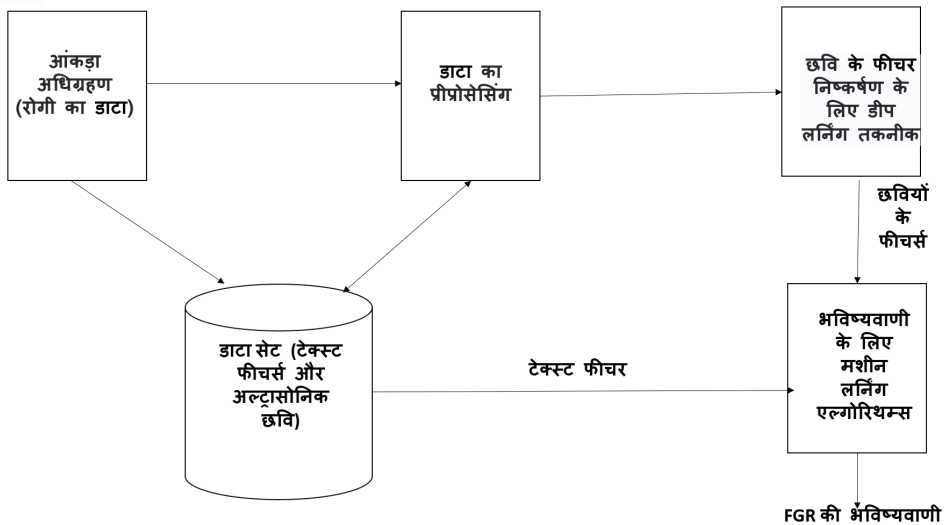 आंकड़ा
अधिग्रहण
(रोगी का डाटा)
डाटा का
प्रीप्रोसेसिंग
छवि के फीचर
निष्कर्षण के
लिए डीप
लर्निंग तकनीक
छवियों
के
फीचर्स
डाटा सेट (टेक्स्ट
फीचर्स और
अल्ट्रासोनिक
छवि)
टेक्स्ट फीचर
भविष्यवाणी
के लिए
मशीन
लर्निंग
एल्गोरिथम्स
FGR की भविष्यवाणी